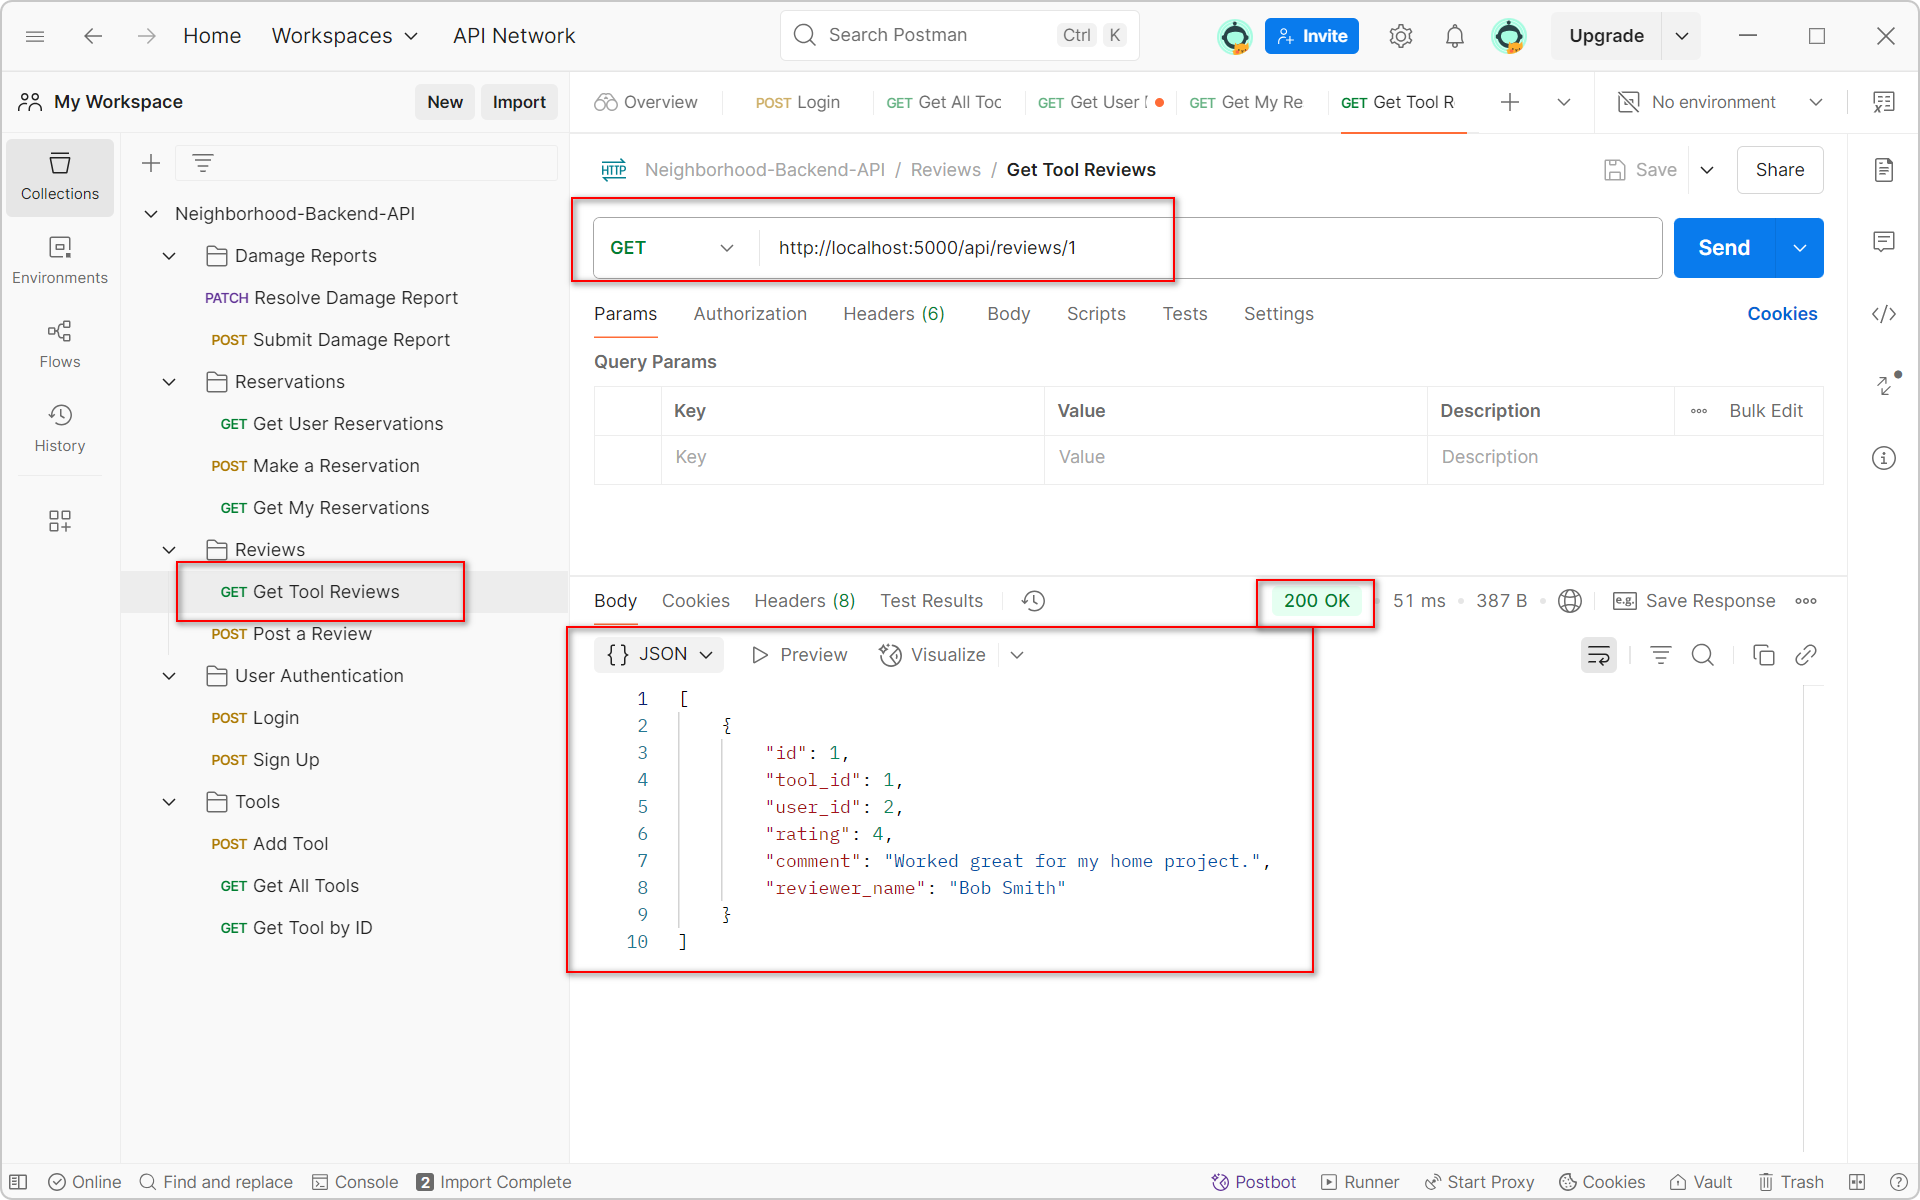 Home Workspaces API Network Search Postman Ctrl K Invite Upgrade
My Workspace New Import
Overview POST Login GET Get All Toc GET Get User GET Get My Re GET Get Tool R No environment
Collections
Environments
Flows
History
Neighborhood-Backend-API
Damage Reports
PATCH Resolve Damage Report
POST Submit Damage Report
Reservations
GET Get User Reservations
POST Make a Reservation
GET Get My Reservations
Reviews
GET Get Tool Reviews
POST Post a Review
User Authentication
POST Login
POST Sign Up
Tools
POST Add Tool
GET Get All Tools
GET Get Tool by ID
HTTP Neighborhood-Backend-API / Reviews / Get Tool Reviews Save Share
GET http://localhost:5000/api/reviews/1 Send
Params Authorization Headers (6) Body Scripts Tests Settings Cookies
Query Params
Key Value Description Bulk Edit
Key Value Description
Body Cookies Headers (8) Test Results 200 OK 51 ms 387 B e.g. Save Response
{} JSON Preview Visualize
1 [
2 {
3 "id": 1,
4 "tool_id": 1,
5 "user_id": 2,
6 "rating": 4,
7 "comment": "Worked great for my home project.",
8 "reviewer_name": "Bob Smith"
9 }
10 ]
Online Find and replace Console 2 Import Complete Postbot Runner Start Proxy Cookies Vault Trash